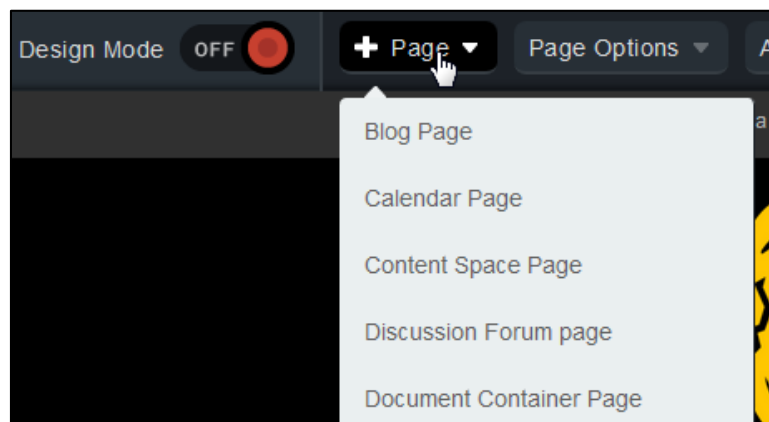 Design Mode OFF + Page Page Options A
a
Blog Page
Calendar Page
Content Space Page
Discussion Forum page
Document Container Page